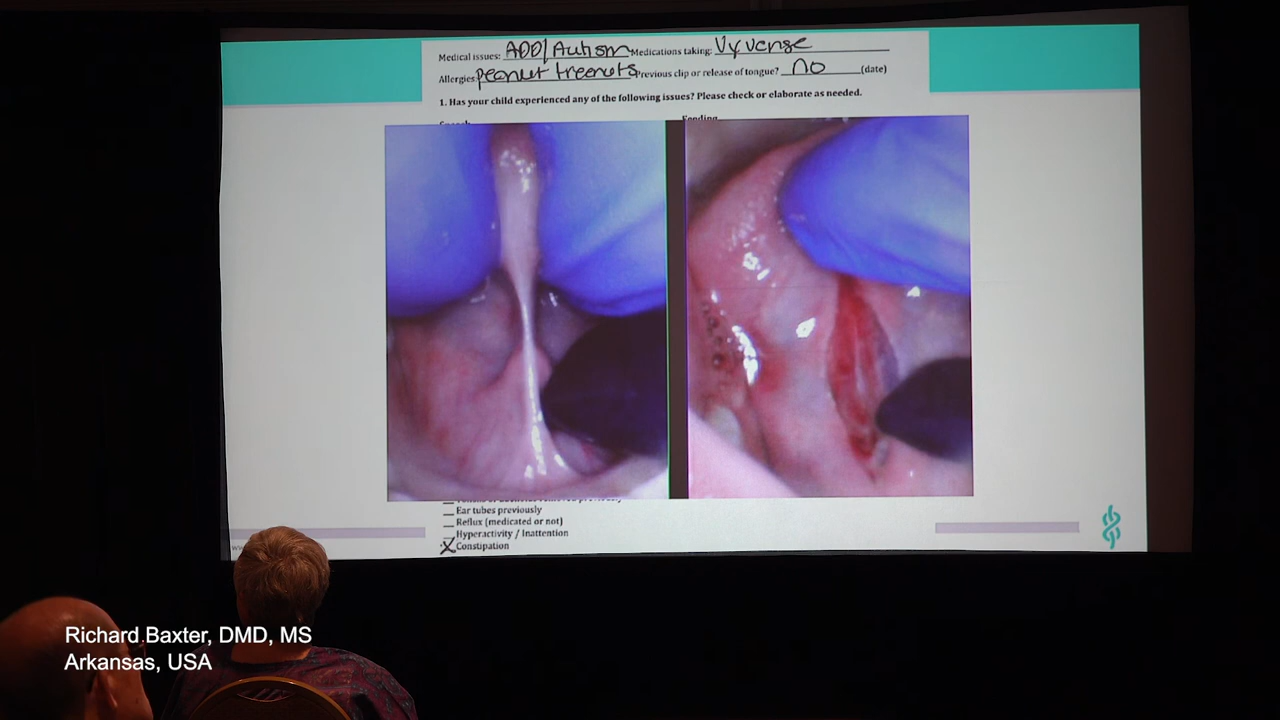 Medical issues: ADD/Autism Medications taking: Vyvanse
Allergies: Peanut treenuts Previous clip or release of tongue? no (date)
1. Has your child experienced any of the following issues? Please check or elaborate as needed.
Speech
Feeding
Ear tubes previously
Reflux (medicated or not)
Hyperactivity / Inattention
X Constipation
Richard Baxter, DMD, MS
Arkansas, USA